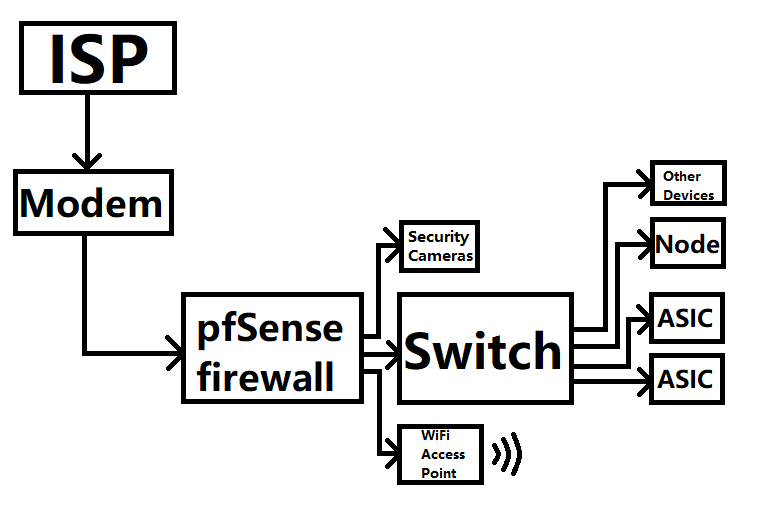 ISP
Modem
pfSense
firewall
Security
Cameras
Switch
WiFi
Access
Point
Other
Devices
Node
ASIC
ASIC